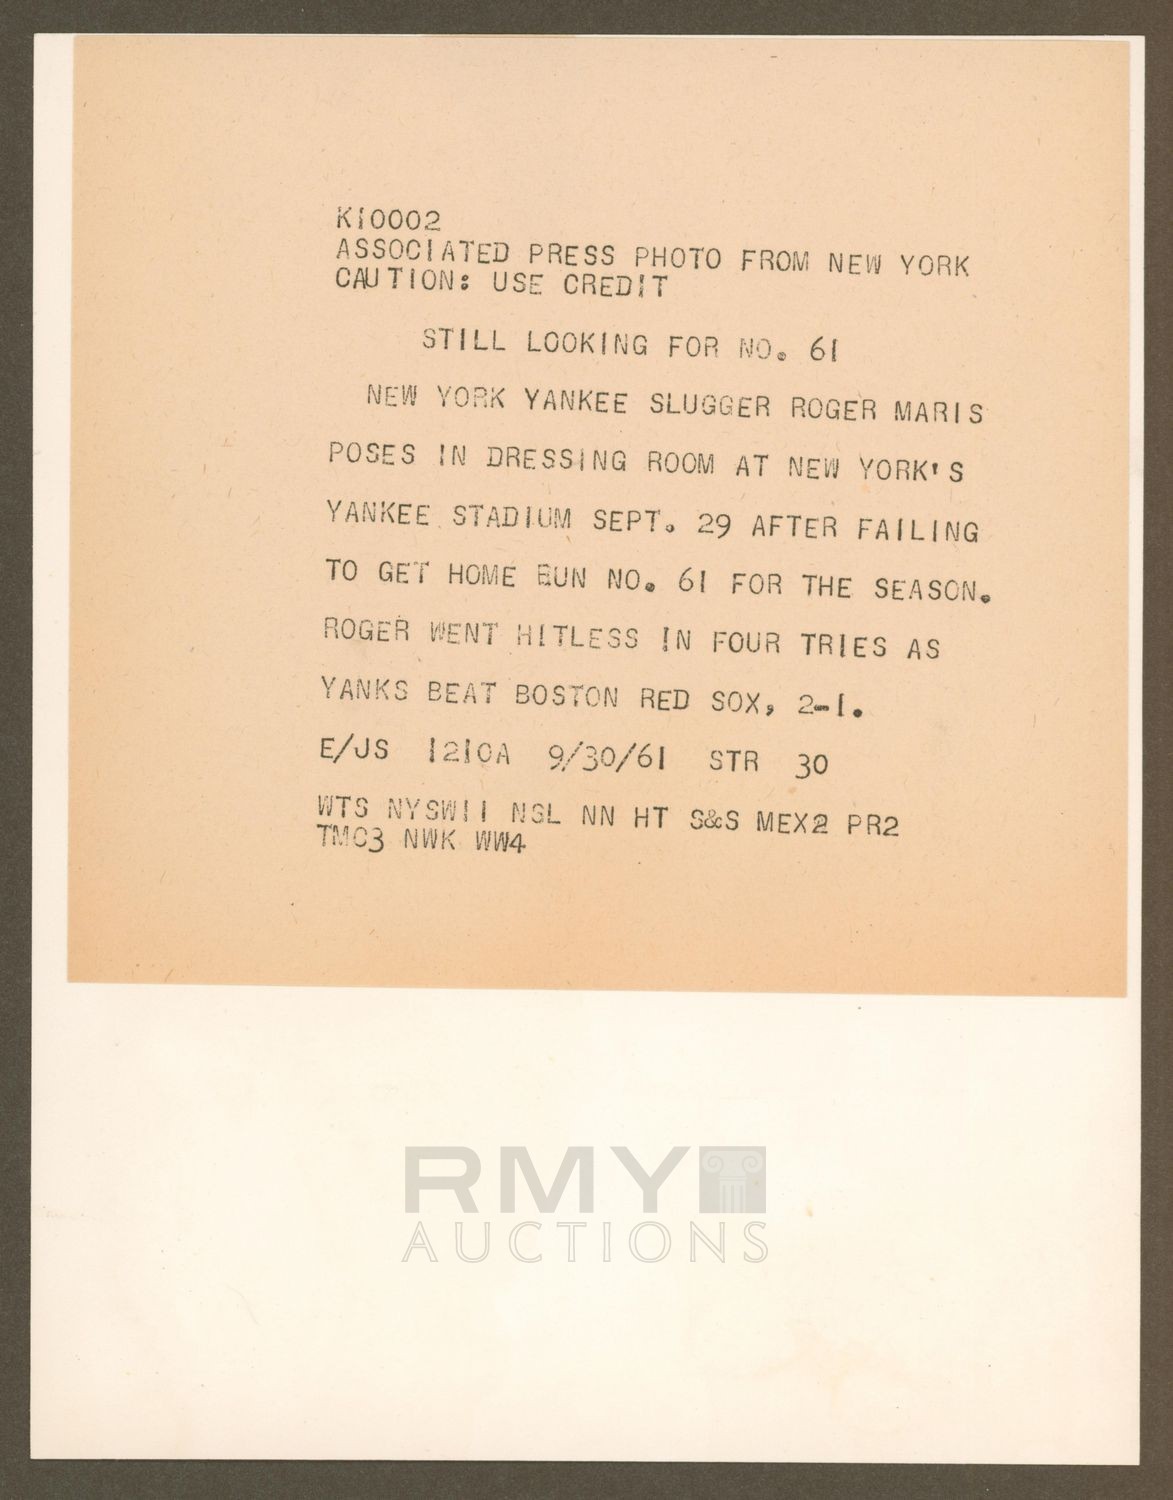 K10002
ASSOCIATED PRESS PHOTO FROM NEW YORK
CAUTION: USE CREDIT
STILL LOOKING FOR NO. 61
NEW YORK YANKEE SLUGGER ROGER MARIS
POSES IN DRESSING ROOM AT NEW YORK'S
YANKEE STADIUM SEPT. 29 AFTER FAILING
TO GET HOME RUN NO. 61 FOR THE SEASON.
ROGER WENT HITLESS IN FOUR TRIES AS
YANKS BEAT BOSTON RED SOX, 2-1.
E/JS 1210A 9/30/61 STR 30
WTS NYSW11 NSL NN HT S&S MEX2 PR2
TMC3 NWK WW4
RMY
AUCTIONS